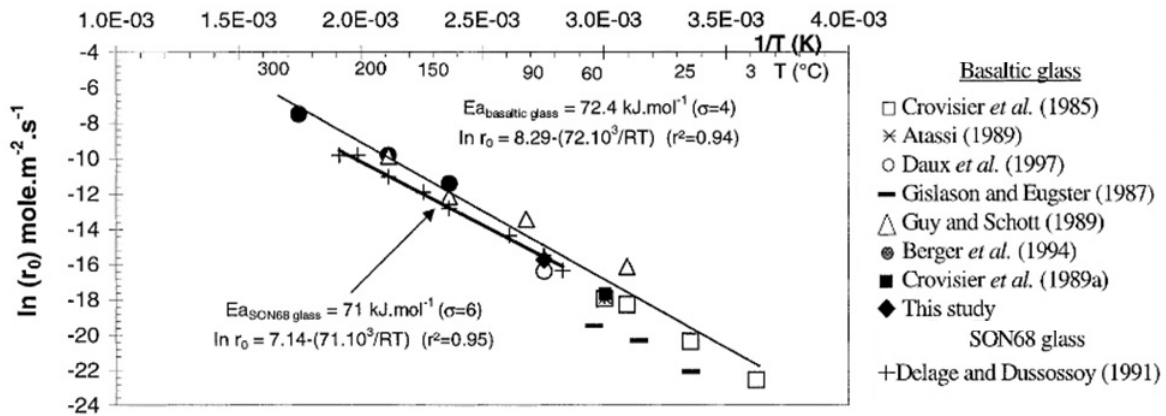 1.0E-03 2.0E-03 2.5E-03 3.0E-03 3.5E-03 4.0E-03
1/T (K)
300 200 150 90 60 25 3 T (°C)
-4
-6
-8
-10
-12
-14
-16
-18
-20
-22
-24
ln (r₀) mole.m⁻².s⁻¹
Ea basaltic glass = 72.4 kJ.mol⁻¹ (σ=4)
ln r₀ = 8.29-(72.10³/RT) (r²=0.94)
Ea SON68 glass = 71 kJ.mol⁻¹ (σ=6)
ln r₀ = 7.14-(71.10³/RT) (r²=0.95)
Basaltic glass
Crovisier et al. (1985)
Atassi (1989)
Daux et al. (1997)
Gislason and Eugster (1987)
Guy and Schott (1989)
Berger et al. (1994)
Crovisier et al. (1989a)
This study
SON68 glass
Delage and Dussossoy (1991)